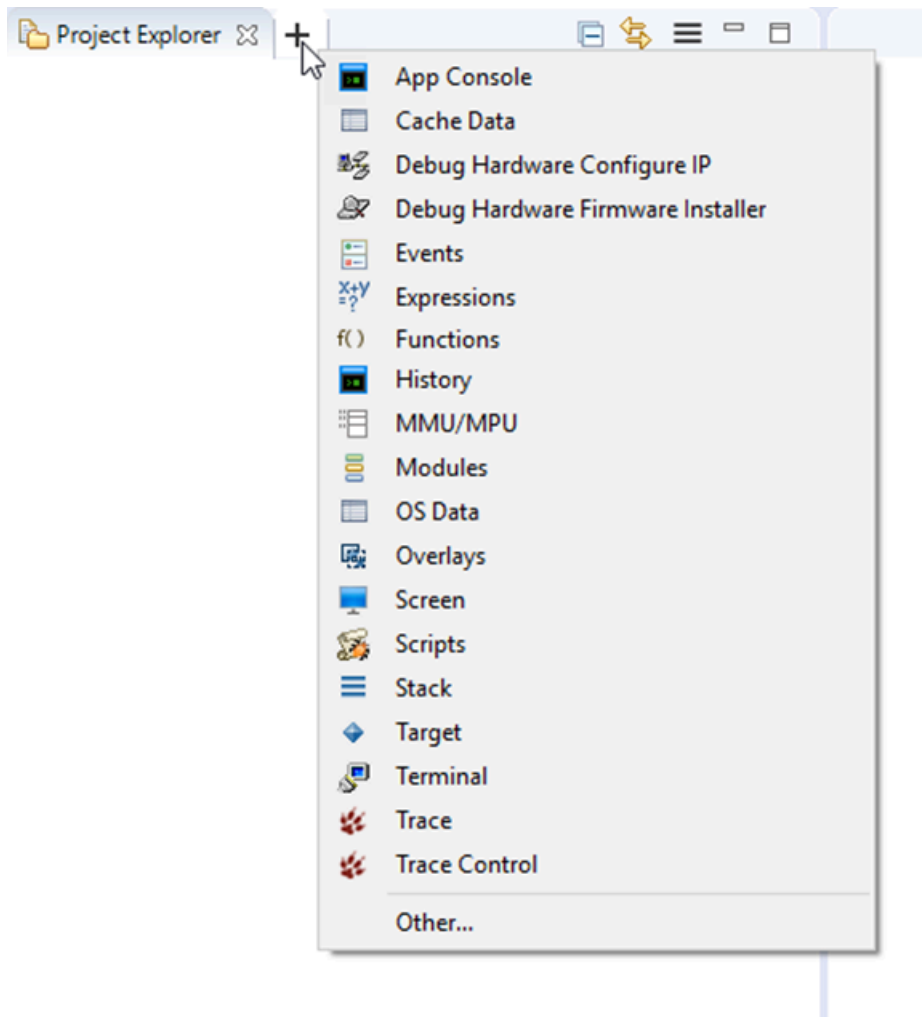 Project Explorer
App Console
Cache Data
Debug Hardware Configure IP
Debug Hardware Firmware Installer
Events
x+y
=?
Expressions
f()
Functions
History
MMU/MPU
Modules
OS Data
Overlays
Screen
Scripts
Stack
Target
Terminal
Trace
Trace Control
Other...